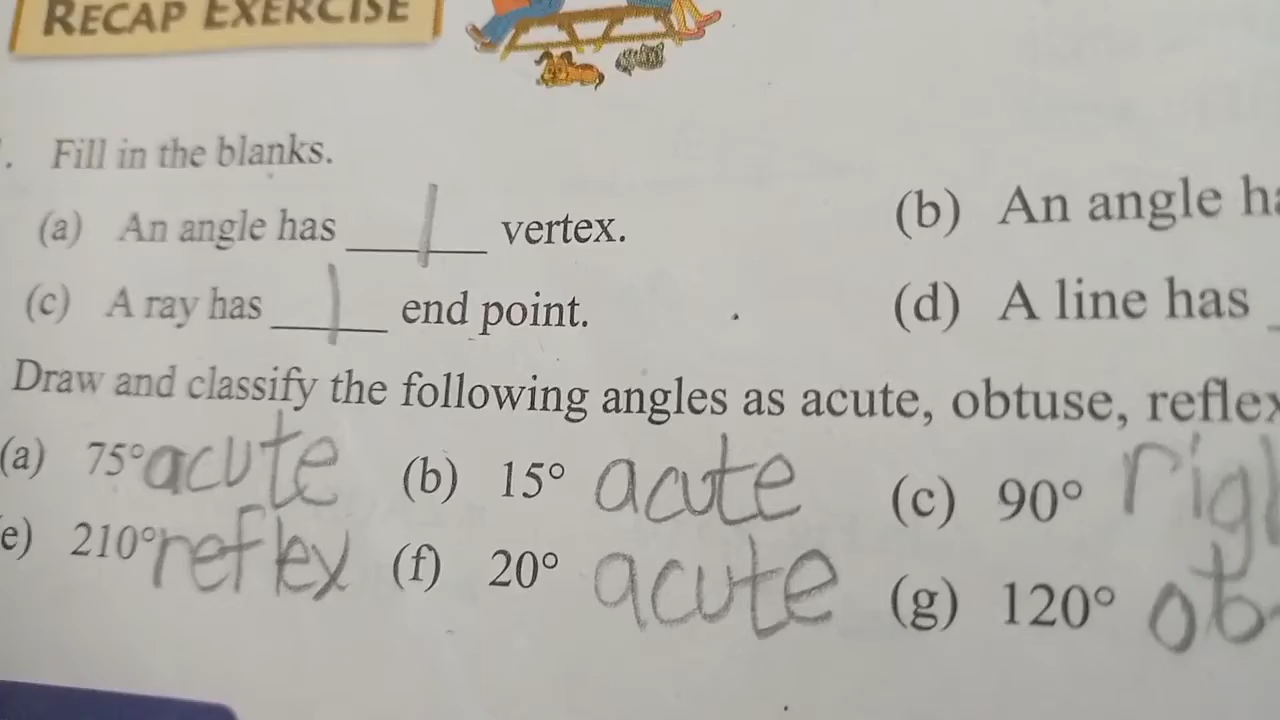 RECAP EXERCISE
. Fill in the blanks.
(a) An angle has 1 vertex. (b) An angle
(c) A ray has 1 end point. (d) A line has
Draw and classify the following angles as acute, obtuse, reflex
(a) 75° acute (b) 15° acute (c) 90°
e) 210° reflex (f) 20° acute (g) 120° ob